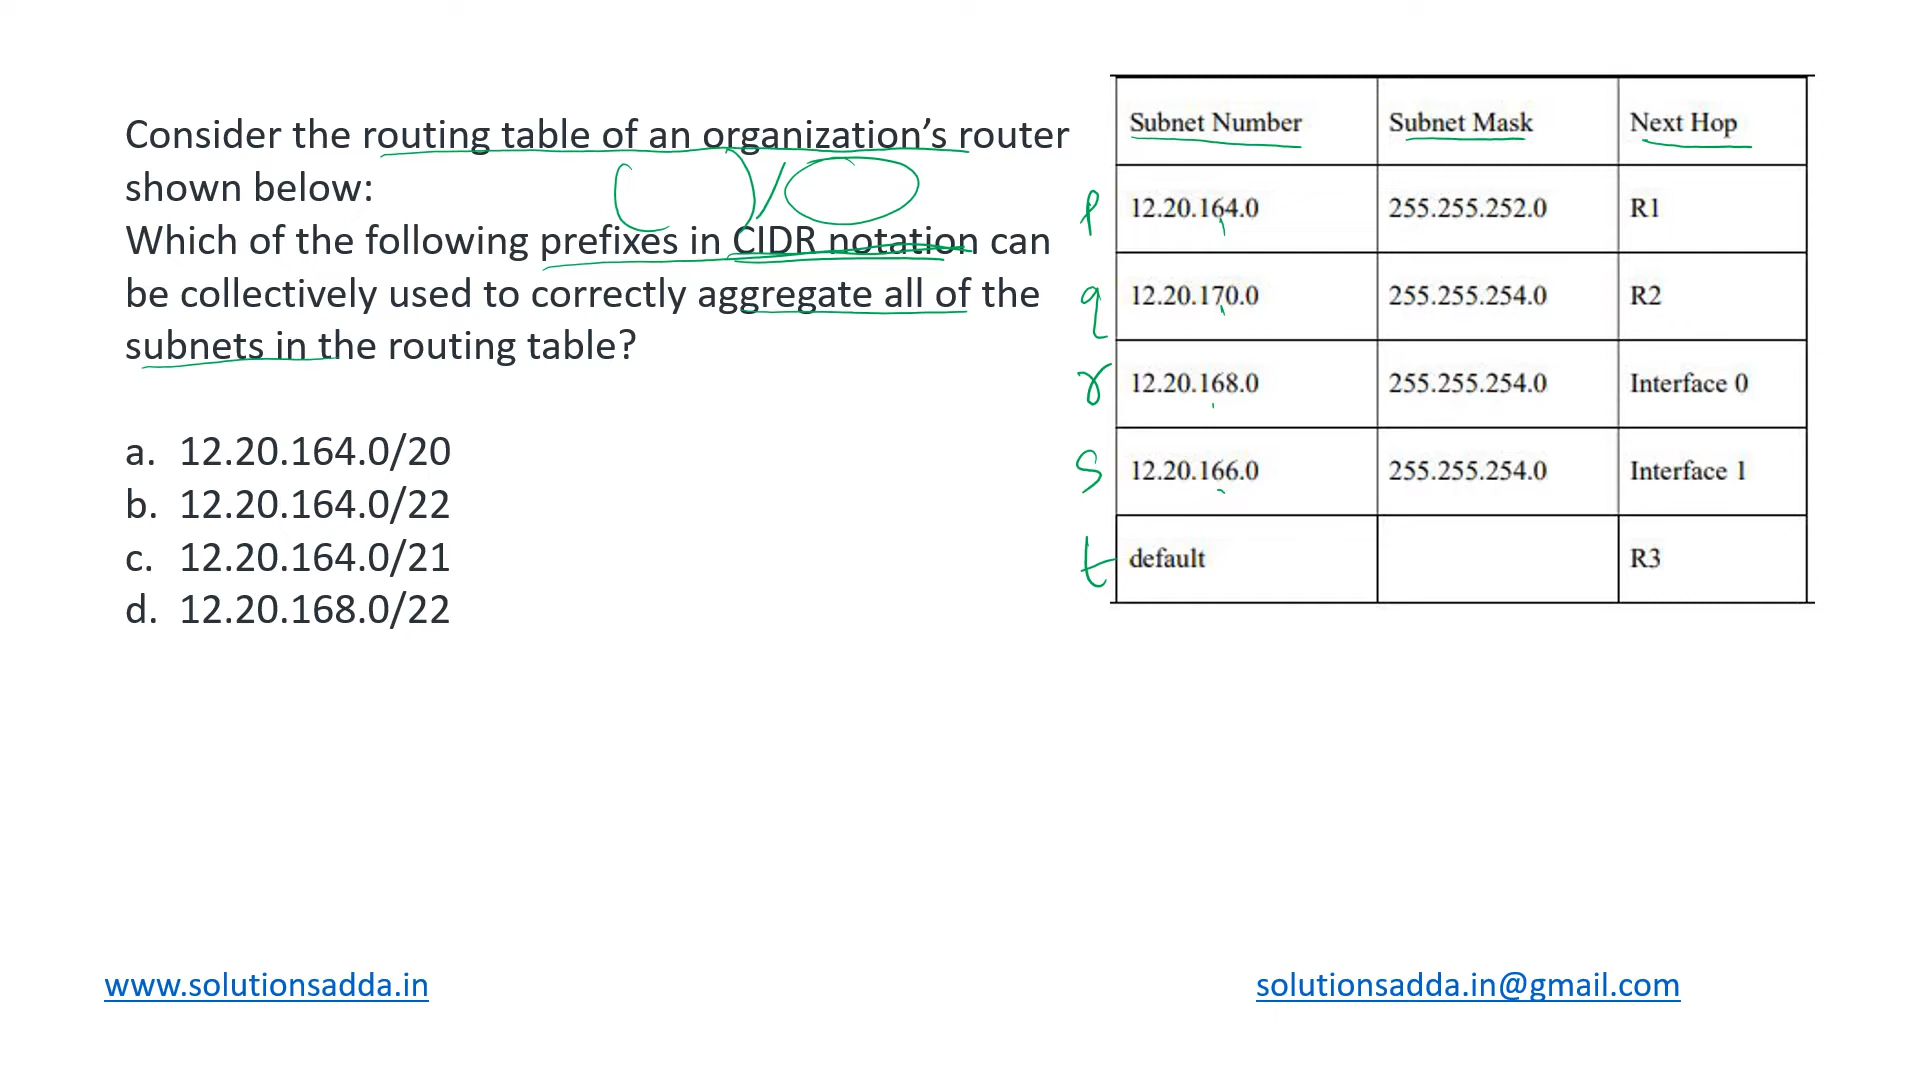 Consider the routing table of an organization’s router
shown below:
Which of the following prefixes in CIDR notation can
be collectively used to correctly aggregate all of the
subnets in the routing table?
a. 12.20.164.0/20
b. 12.20.164.0/22
c. 12.20.164.0/21
d. 12.20.168.0/22
Subnet Number Subnet Mask Next Hop
p 12.20.164.0 255.255.252.0 R1
q 12.20.170.0 255.255.254.0 R2
r 12.20.168.0 255.255.254.0 Interface 0
s 12.20.166.0 255.255.254.0 Interface 1
t default R3
www.solutionsadda.in
solutionsadda.in@gmail.com